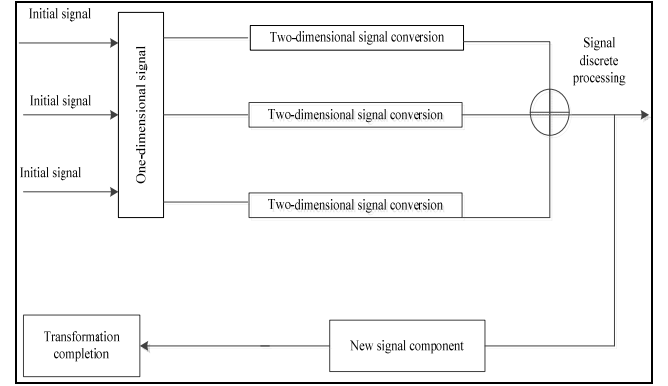 Initial signal
Initial signal
Initial signal
One-dimensional signal
Two-dimensional signal conversion
Two-dimensional signal conversion
Two-dimensional signal conversion
Signal
discrete
processing
Transformation
completion
New signal component